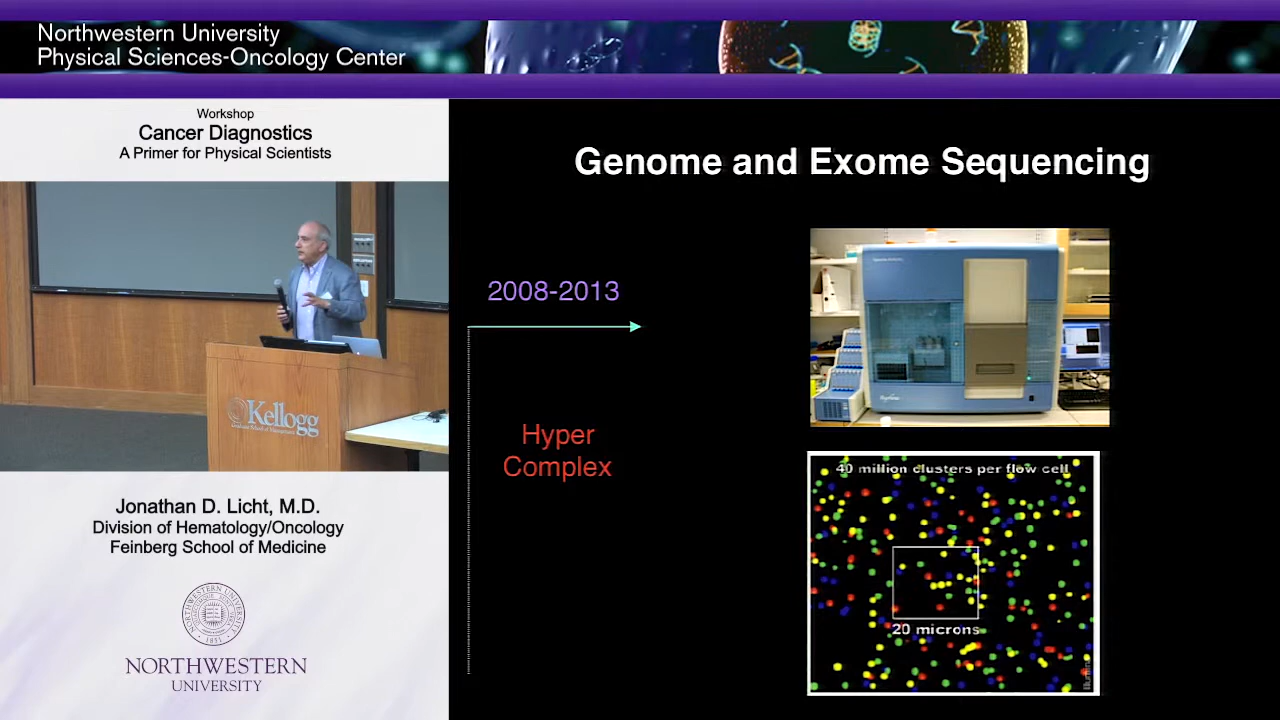 Northwestern University
Physical Sciences-Oncology Center
Workshop
Cancer Diagnostics
A Primer for Physical Scientists
Kellogg
Jonathan D. Licht, M.D.
Division of Hematology/Oncology
Feinberg School of Medicine
NORTHWESTERN
UNIVERSITY
Genome and Exome Sequencing
2008-2013
Hyper
Complex
40 million clusters per flow cell
20 microns